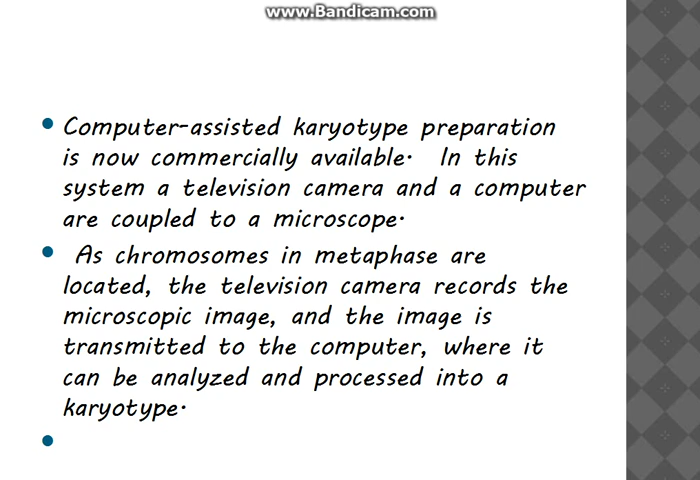 www.Bandicam.com
Computer-assisted karyotype preparation
is now commercially available. In this
system a television camera and a computer
are coupled to a microscope.
As chromosomes in metaphase are
located, the television camera records the
microscopic image, and the image is
transmitted to the computer, where it
can be analyzed and processed into a
karyotype.